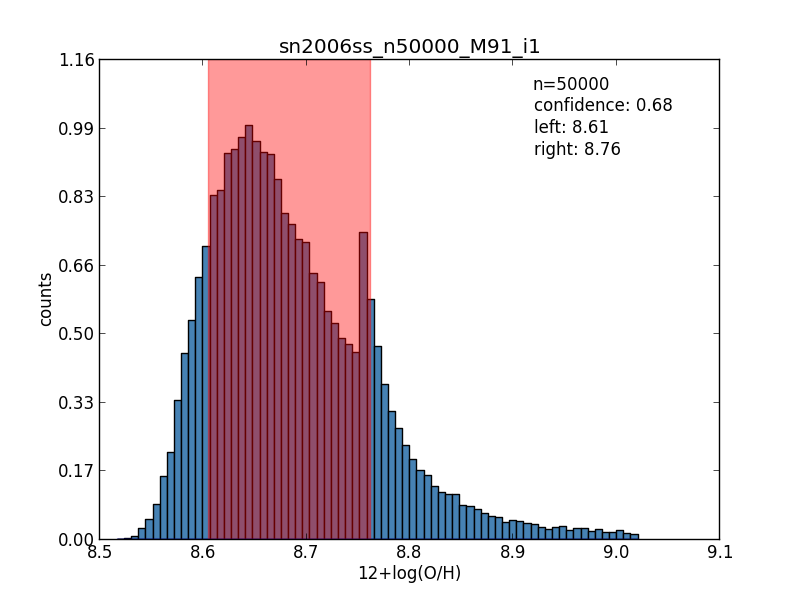 sn2006ss_n50000_M91_i1
n=50000
confidence: 0.68
left: 8.61
right: 8.76
counts
1.16
0.99
0.83
0.66
0.50
0.33
0.17
0.00
8.5 8.6 8.7 8.8 8.9 9.0 9.1
12+log(O/H)